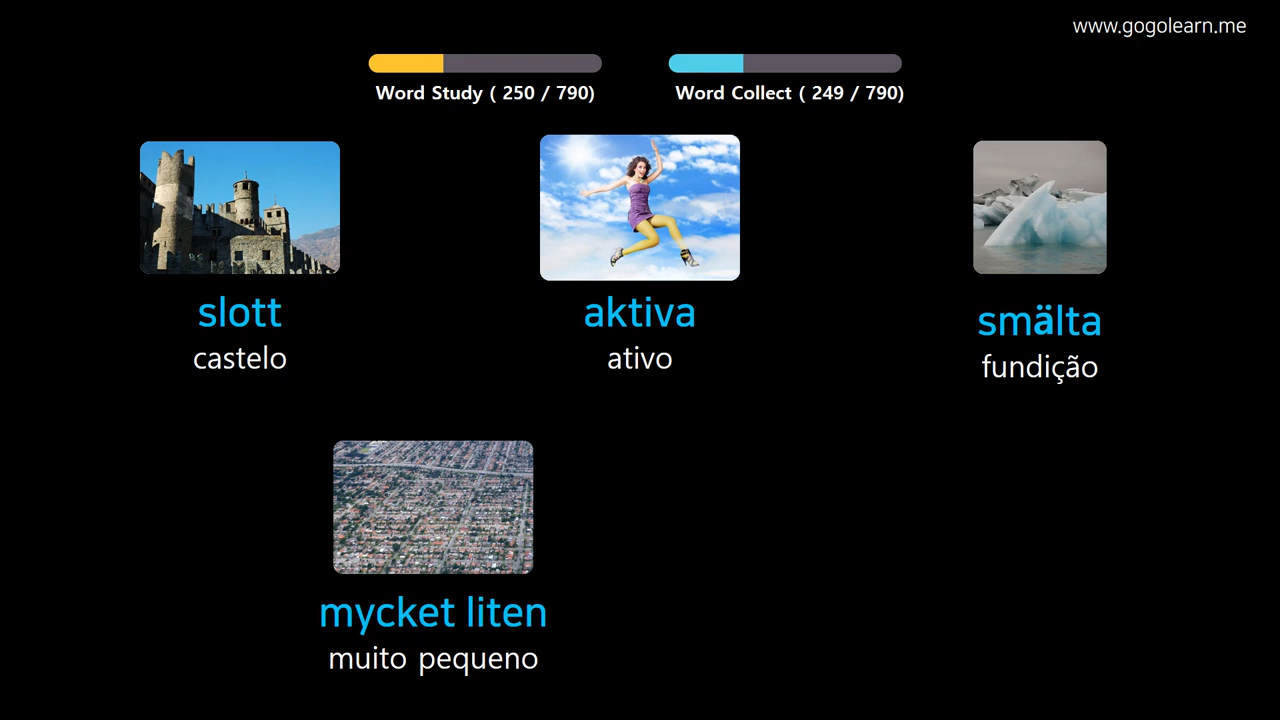 www.gogolearn.me
Word Study ( 250 / 790)
Word Collect ( 249 / 790)
slott
castelo
aktiva
ativo
smälta
fundição
mycket liten
muito pequeno